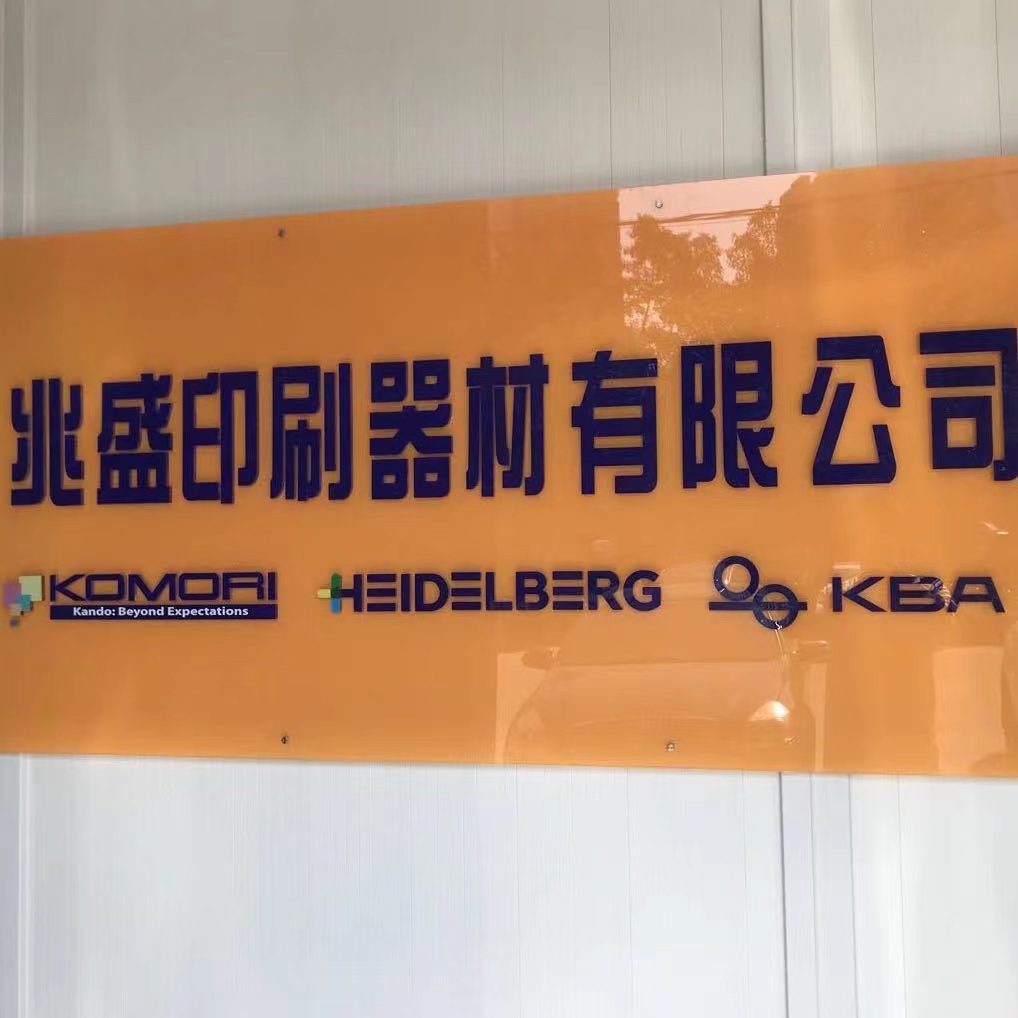 兆盛印刷器材有限公司
KOMORI HEIDELBERG KBA
Kando: Beyond Expectations